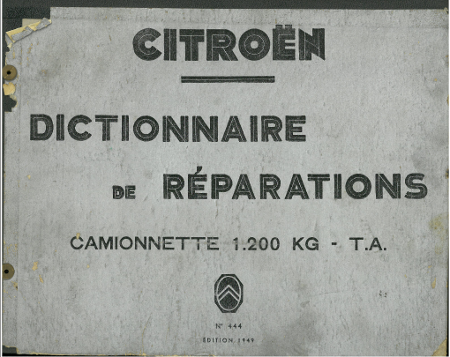 CITROËN
DICTIONNAIRE
DE RÉPARATIONS
CAMIONNETTE 1.200 KG - T.A.
N° 444
EDITION 1949